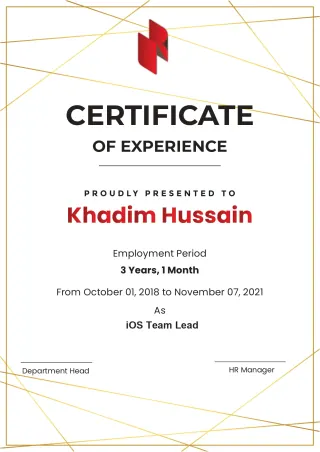 CERTIFICATE
OF EXPERIENCE
PROUDLY PRESENTED TO
Khadim Hussain
Employment Period
3 Years, 1 Month
From October 01, 2018 to November 07, 2021
As
iOS Team Lead
Department Head
HR Manager